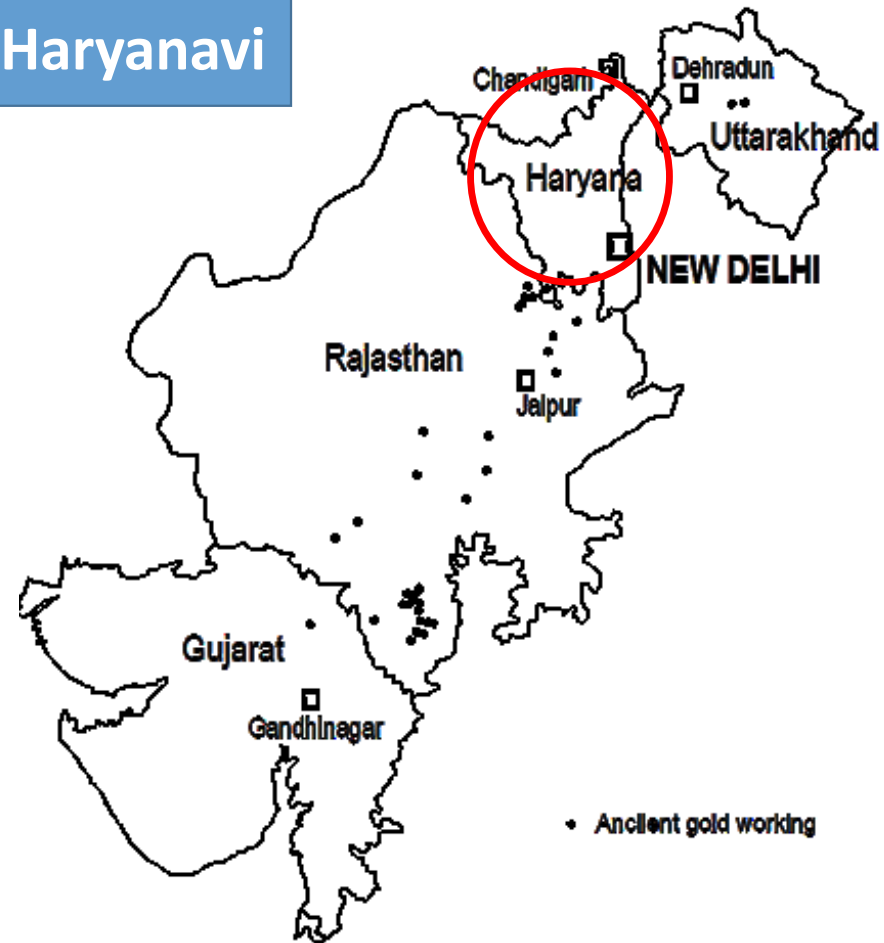 Haryanavi
Chandigarh
Dehradun
Uttarakhand
Haryana
NEW DELHI
Rajasthan
Jaipur
Gujarat
Gandhinagar
Ancient gold working